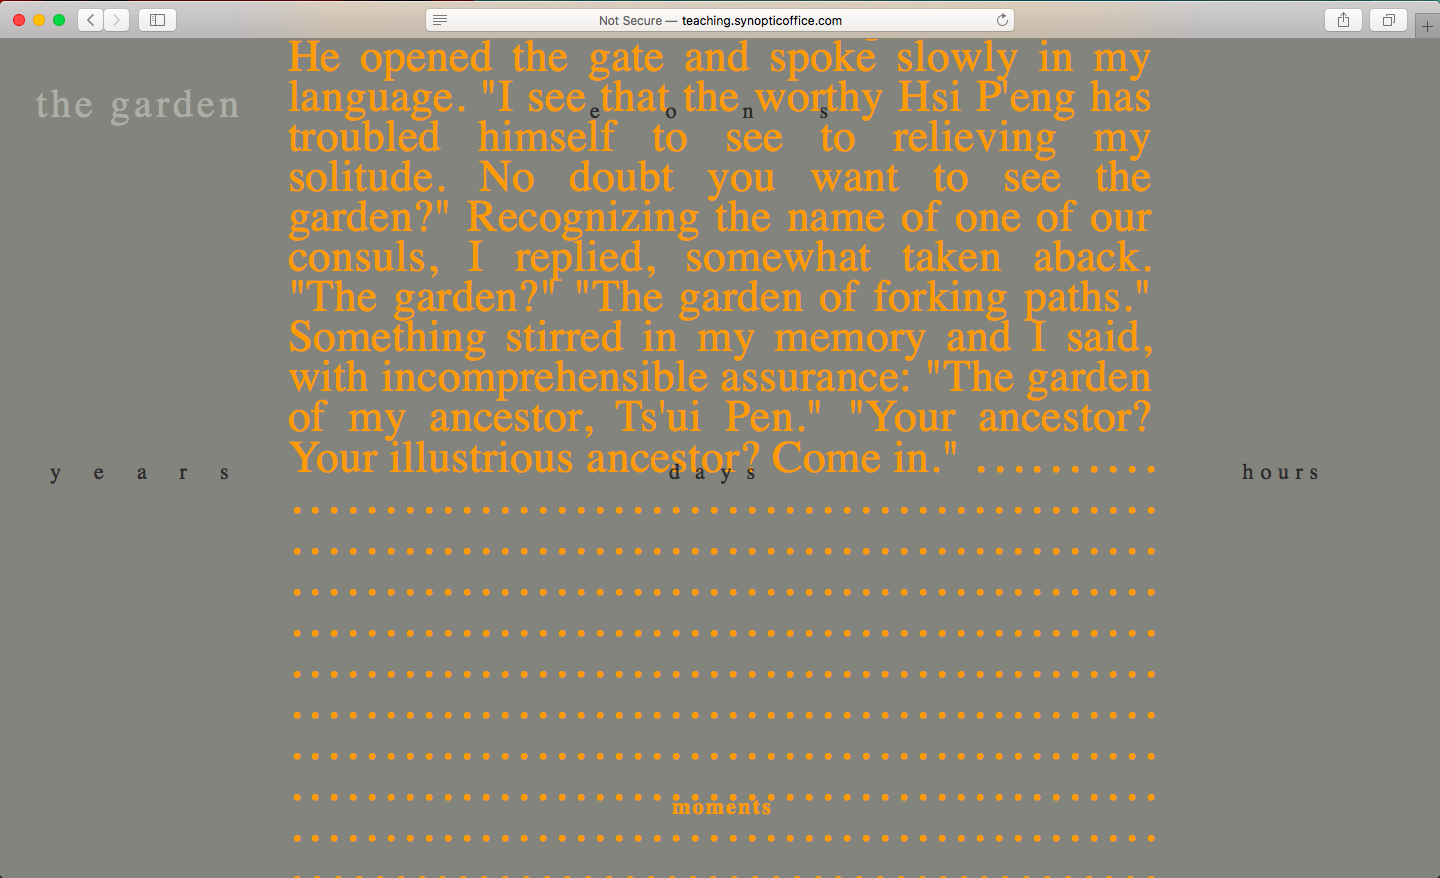 Not Secure — teaching.synopticoffice.com
the garden
He opened the gate and spoke slowly in my
language. "I see that the worthy Hsi P'eng has
e o n s
troubled himself to see to relieving my
solitude. No doubt you want to see the
garden?" Recognizing the name of one of our
consuls, I replied, somewhat taken aback.
"The garden?" "The garden of forking paths."
Something stirred in my memory and I said,
with incomprehensible assurance: "The garden
of my ancestor, Ts'ui Pen." "Your ancestor?
Your illustrious ancestor? Come in." . . . . . . . . . .
y e a r s
d a y s
hours
. . . . . . . . . . . . . . . . . . . . . . . . . . . . . . . . . . . . . . . . . . . . . . .
. . . . . . . . . . . . . . . . . . . . . . . . . . . . . . . . . . . . . . . . . . . . . . .
. . . . . . . . . . . . . . . . . . . . . . . . . . . . . . . . . . . . . . . . . . . . . . .
. . . . . . . . . . . . . . . . . . . . . . . . . . . . . . . . . . . . . . . . . . . . . . .
. . . . . . . . . . . . . . . . . . . . . . . . . . . . . . . . . . . . . . . . . . . . . . .
. . . . . . . . . . . . . . . . . . . . . . . . . . . . . . . . . . . . . . . . . . . . . . .
. . . . . . . . . . . . . . . . . . . . . . . . . . . . . . . . . . . . . . . . . . . . . . .
. . . . . . . . . . . . . . . . . . . . . . . . . . . . . . . . . . . . . . . . . . . . . . .
moments
. . . . . . . . . . . . . . . . . . . . . . . . . . . . . . . . . . . . . . . . . . . . . . .
. . . . . . . . . . . . . . . . . . . . . . . . . . . . . . . . . . . . . . . . . . . . . . .